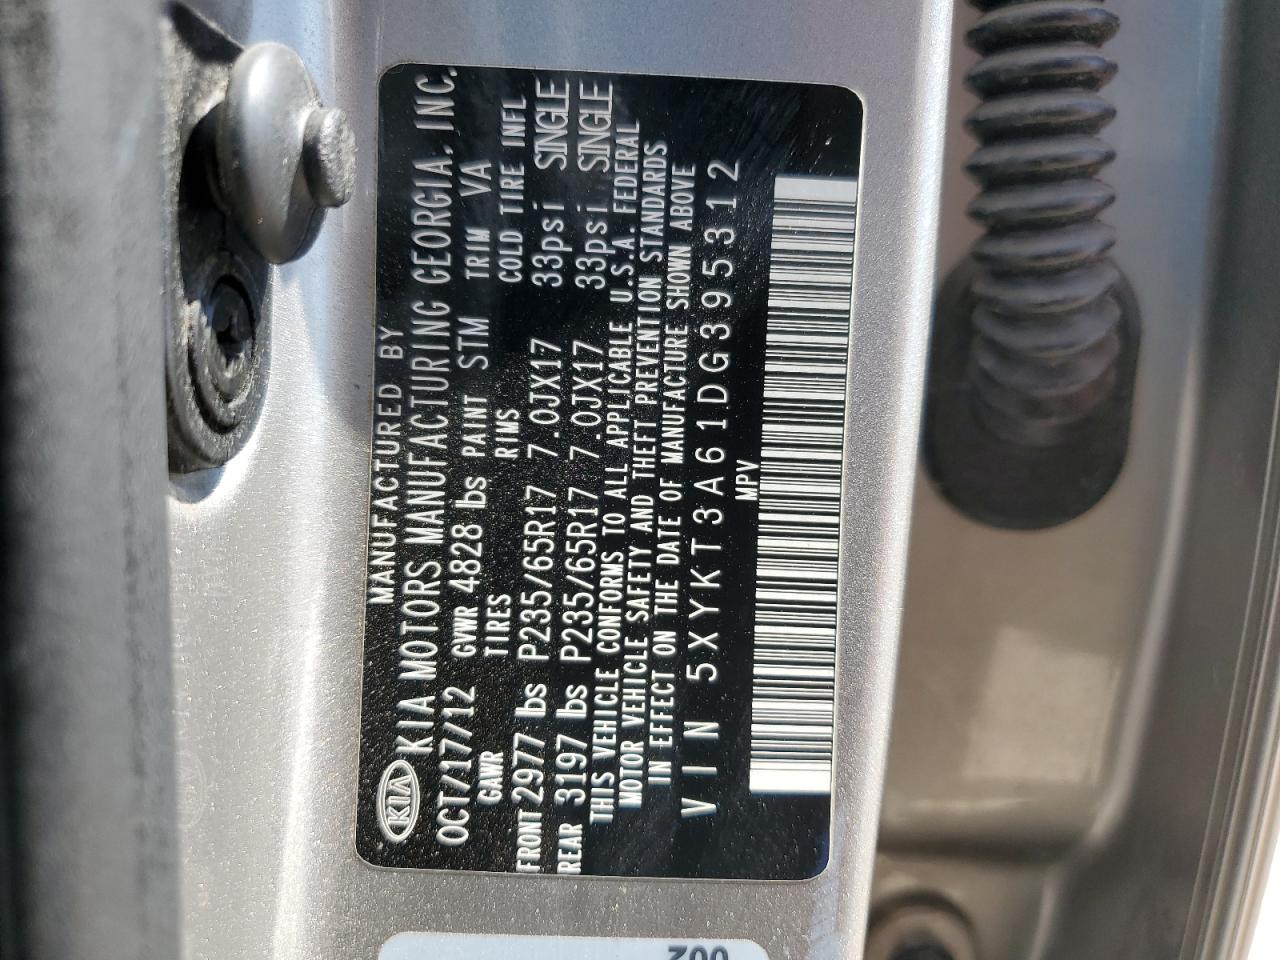 KIA
MANUFACTURED BY
KIA MOTORS MANUFACTURING GEORGIA, INC.
OCT/17/12 GVWR 4828 lbs PAINT STM TRIM VA
GAWR TIRES RIMS COLD TIRE INFL
FRONT 2977 lbs P235/65R17 7.0JX17 33psi SINGLE
REAR 3197 lbs P235/65R17 7.0JX17 33psi SINGLE
THIS VEHICLE CONFORMS TO ALL APPLICABLE U.S.A. FEDERAL
MOTOR VEHICLE SAFETY AND THEFT PREVENTION STANDARDS
IN EFFECT ON THE DATE OF MANUFACTURE SHOWN ABOVE
VIN 5XYKT3A61DG395312
MPV
002